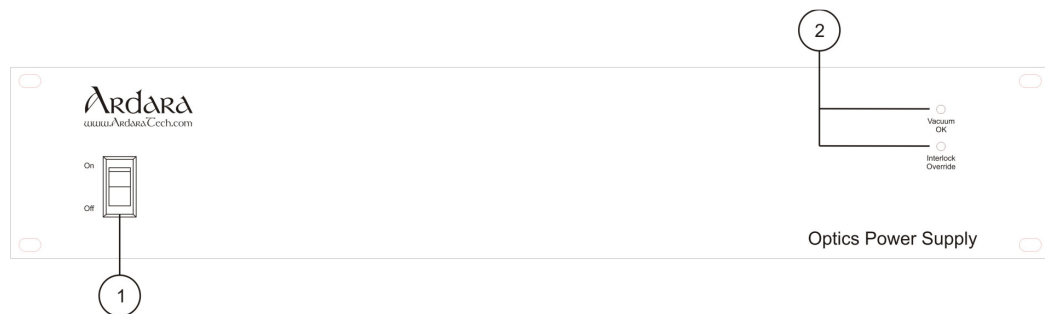 2
ARDARA
www.ArdaraTech.com
Vacuum
OK
On
Interlock
Override
Off
Optics Power Supply
1